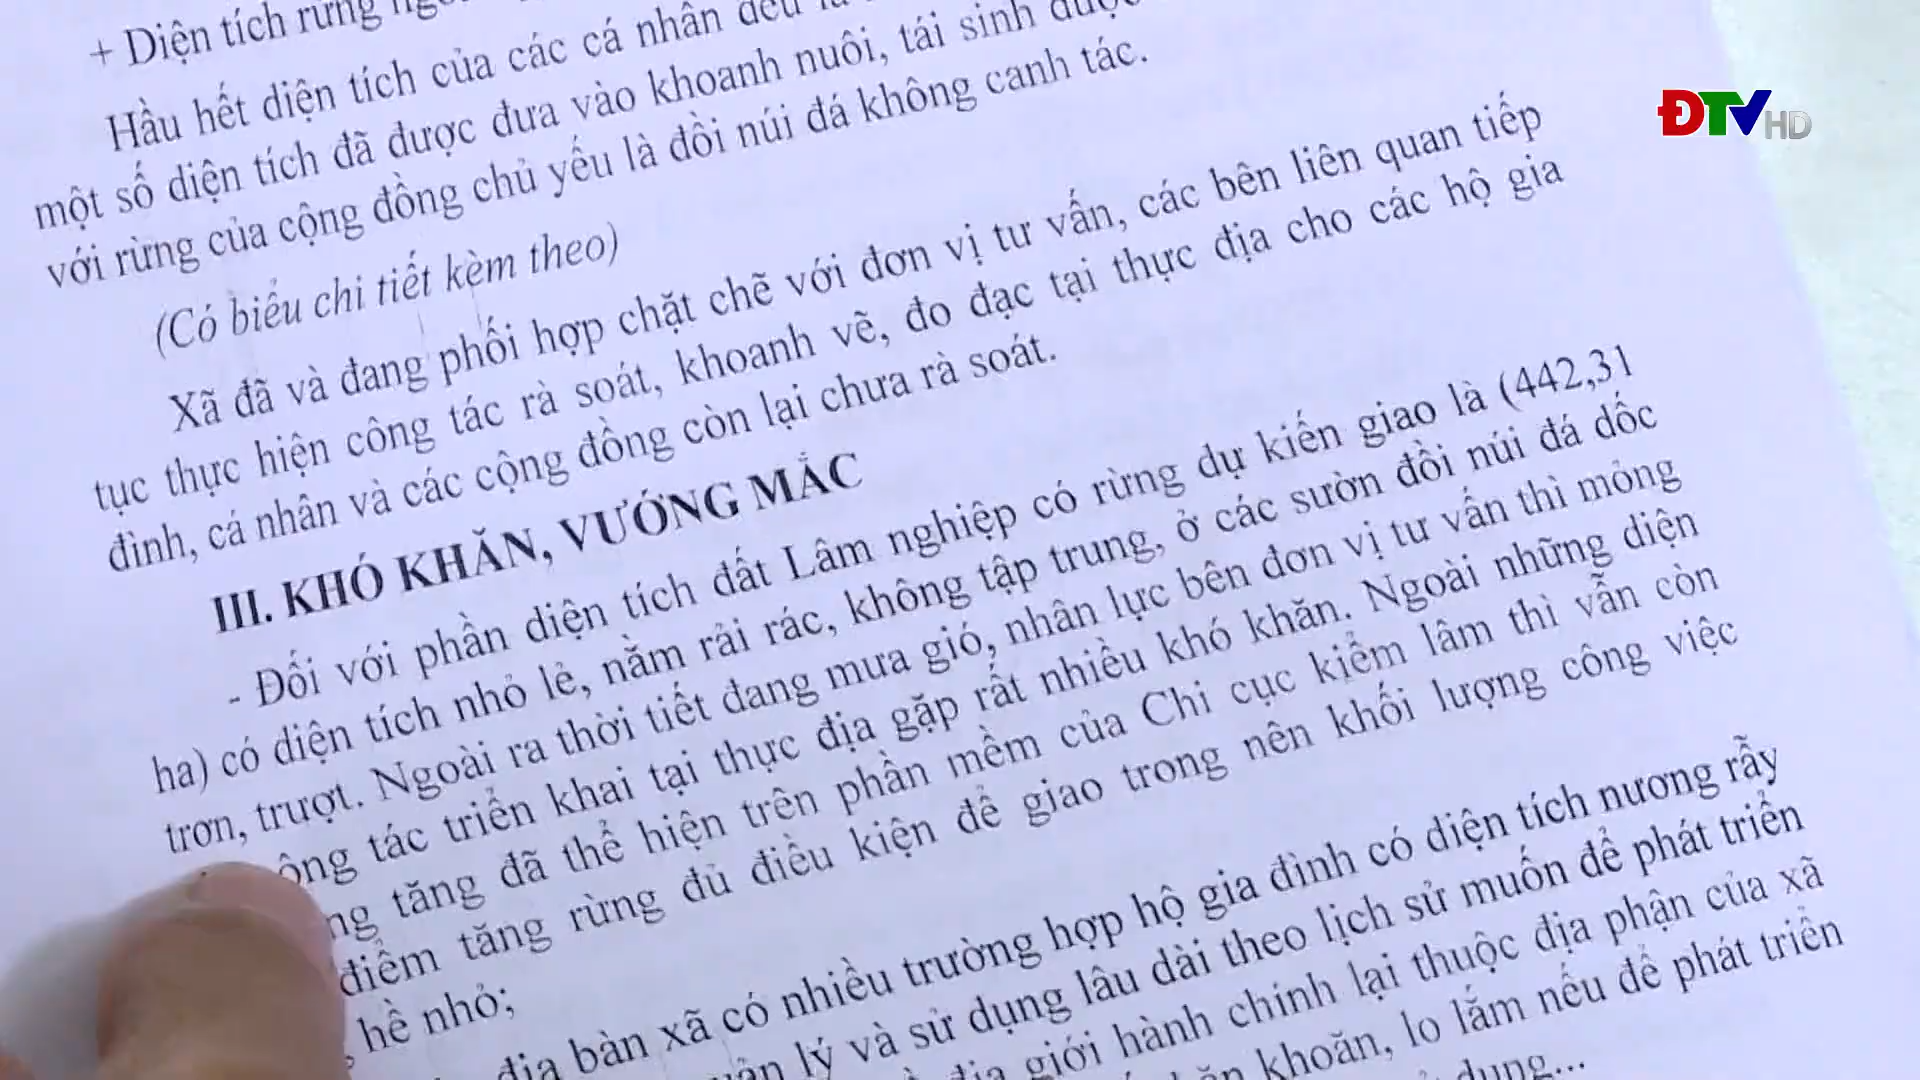 + Diện tích rừng
Hầu hết diện tích của các cá nhân đều
một số diện tích đã được đưa vào khoanh nuôi, tái sinh được
với rừng của cộng đồng chủ yếu là đồi núi đá không canh tác.
(Có biểu chi tiết kèm theo)
Xã đã và đang phối hợp chặt chẽ với đơn vị tư vấn, các bên liên quan tiếp
tục thực hiện công tác rà soát, khoanh vẽ, đo đạc tại thực địa cho các hộ gia
đình, cá nhân và các cộng đồng còn lại chưa rà soát.
III. KHÓ KHĂN, VƯỚNG MẮC
- Đối với phần diện tích đất Lâm nghiệp có rừng dự kiến giao là (442,31
ha) có diện tích nhỏ lẻ, nằm rải rác, không tập trung, ở các sườn đồi núi đá dốc
trơn, trượt. Ngoài ra thời tiết đang mưa gió, nhân lực bên đơn vị tư vấn thì mỏng
ông tác triển khai tại thực địa gặp rất nhiều khó khăn. Ngoài những diện
ng tăng đã thể hiện trên phần mềm của Chi cục kiểm lâm thì vẫn còn
điểm tăng rừng đủ điều kiện để giao trong nên khối lượng công việc
hề nhỏ;
địa bàn xã có nhiều trường hợp hộ gia đình có diện tích nương rẫy
lý và sử dụng lâu dài theo lịch sử muốn để phát triển
địa giới hành chính lại thuộc địa phận của xã
khoăn, lo lắm nếu để phát triển
dụng...
ĐTV HD